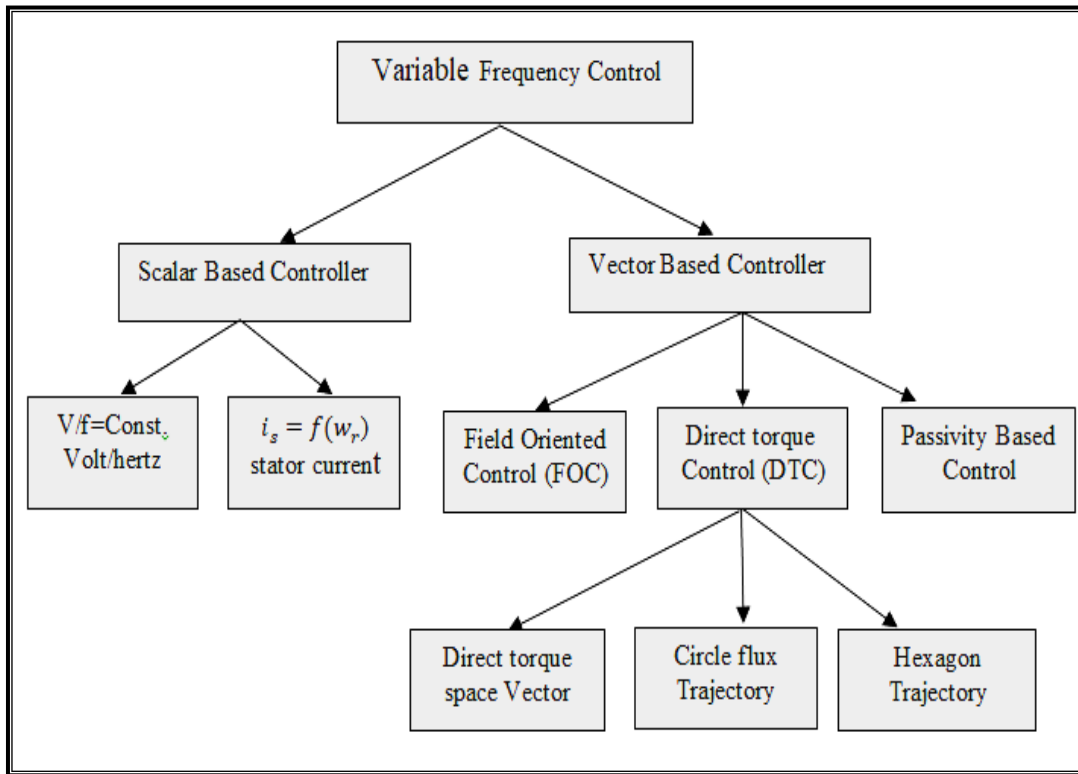 Variable Frequency Control
Scalar Based Controller
Vector Based Controller
V/f=Const.
Volt/hertz
i_s = f(w_r)
stator current
Field Oriented
Control (FOC)
Direct torque
Control (DTC)
Passivity Based
Control
Direct torque
space Vector
Circle flux
Trajectory
Hexagon
Trajectory